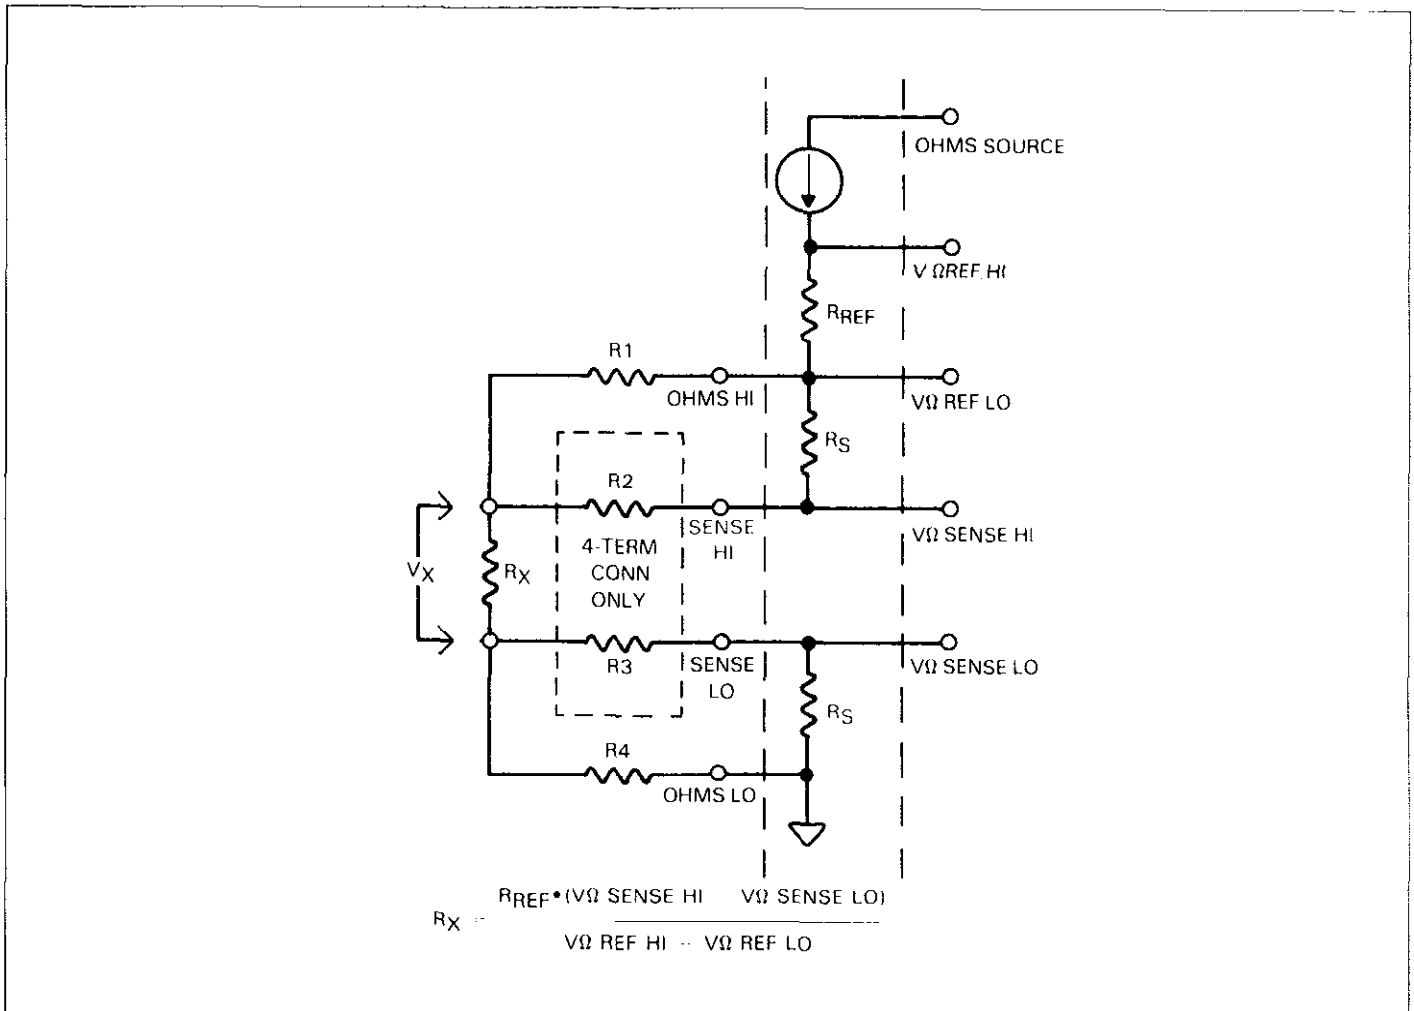 OHMS SOURCE
V ΩREF HI
RREF
R1
OHMS HI
VΩ REF LO
RS
R2
SENSE
HI
VΩ SENSE HI
4-TERM
CONN
ONLY
VX
RX
R3
SENSE
LO
VΩ SENSE LO
RS
R4
OHMS LO
RREF•(VΩ SENSE HI VΩ SENSE LO)
RX -
VΩ REF HI - VΩ REF LO